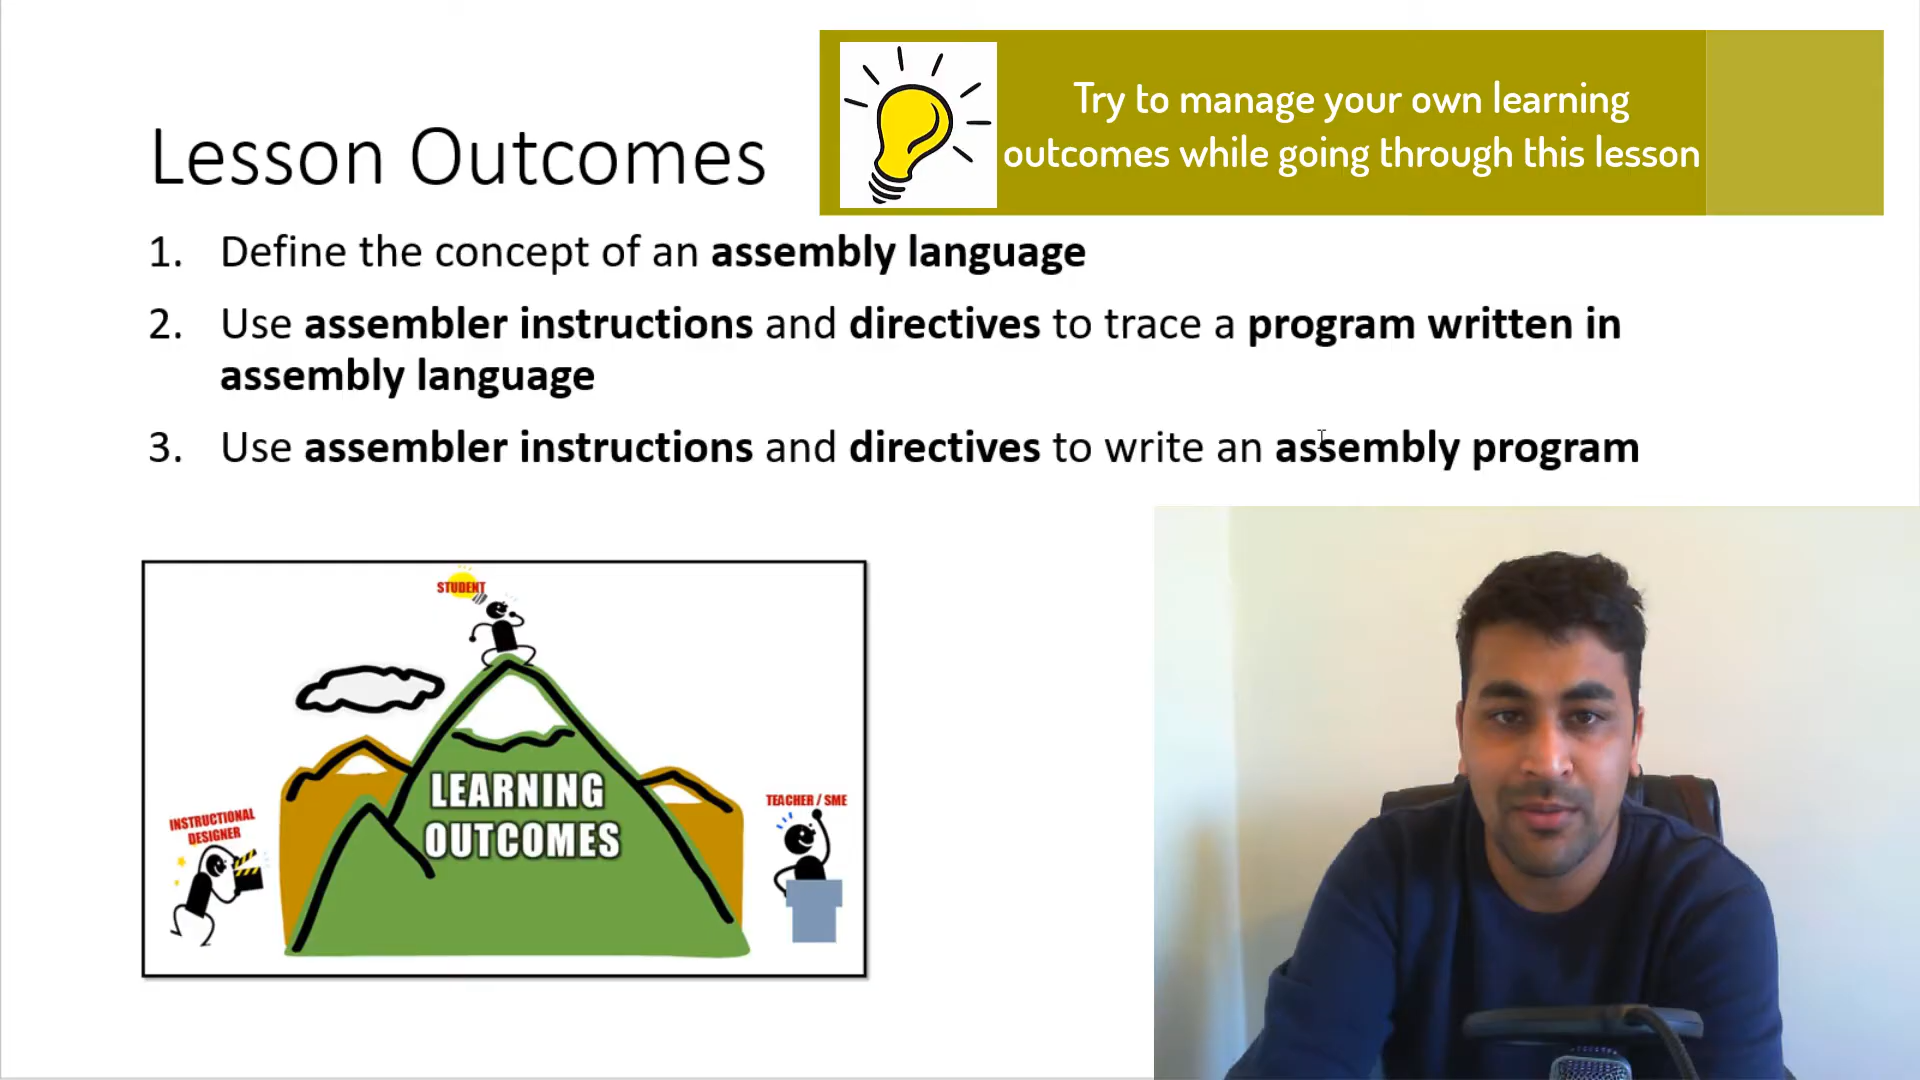 Try to manage your own learning
outcomes while going through this lesson
Lesson Outcomes
1. Define the concept of an assembly language
2. Use assembler instructions and directives to trace a program written in
assembly language
3. Use assembler instructions and directives to write an assembly program
STUDENT
LEARNING
OUTCOMES
INSTRUCTIONAL
DESIGNER
TEACHER / SME